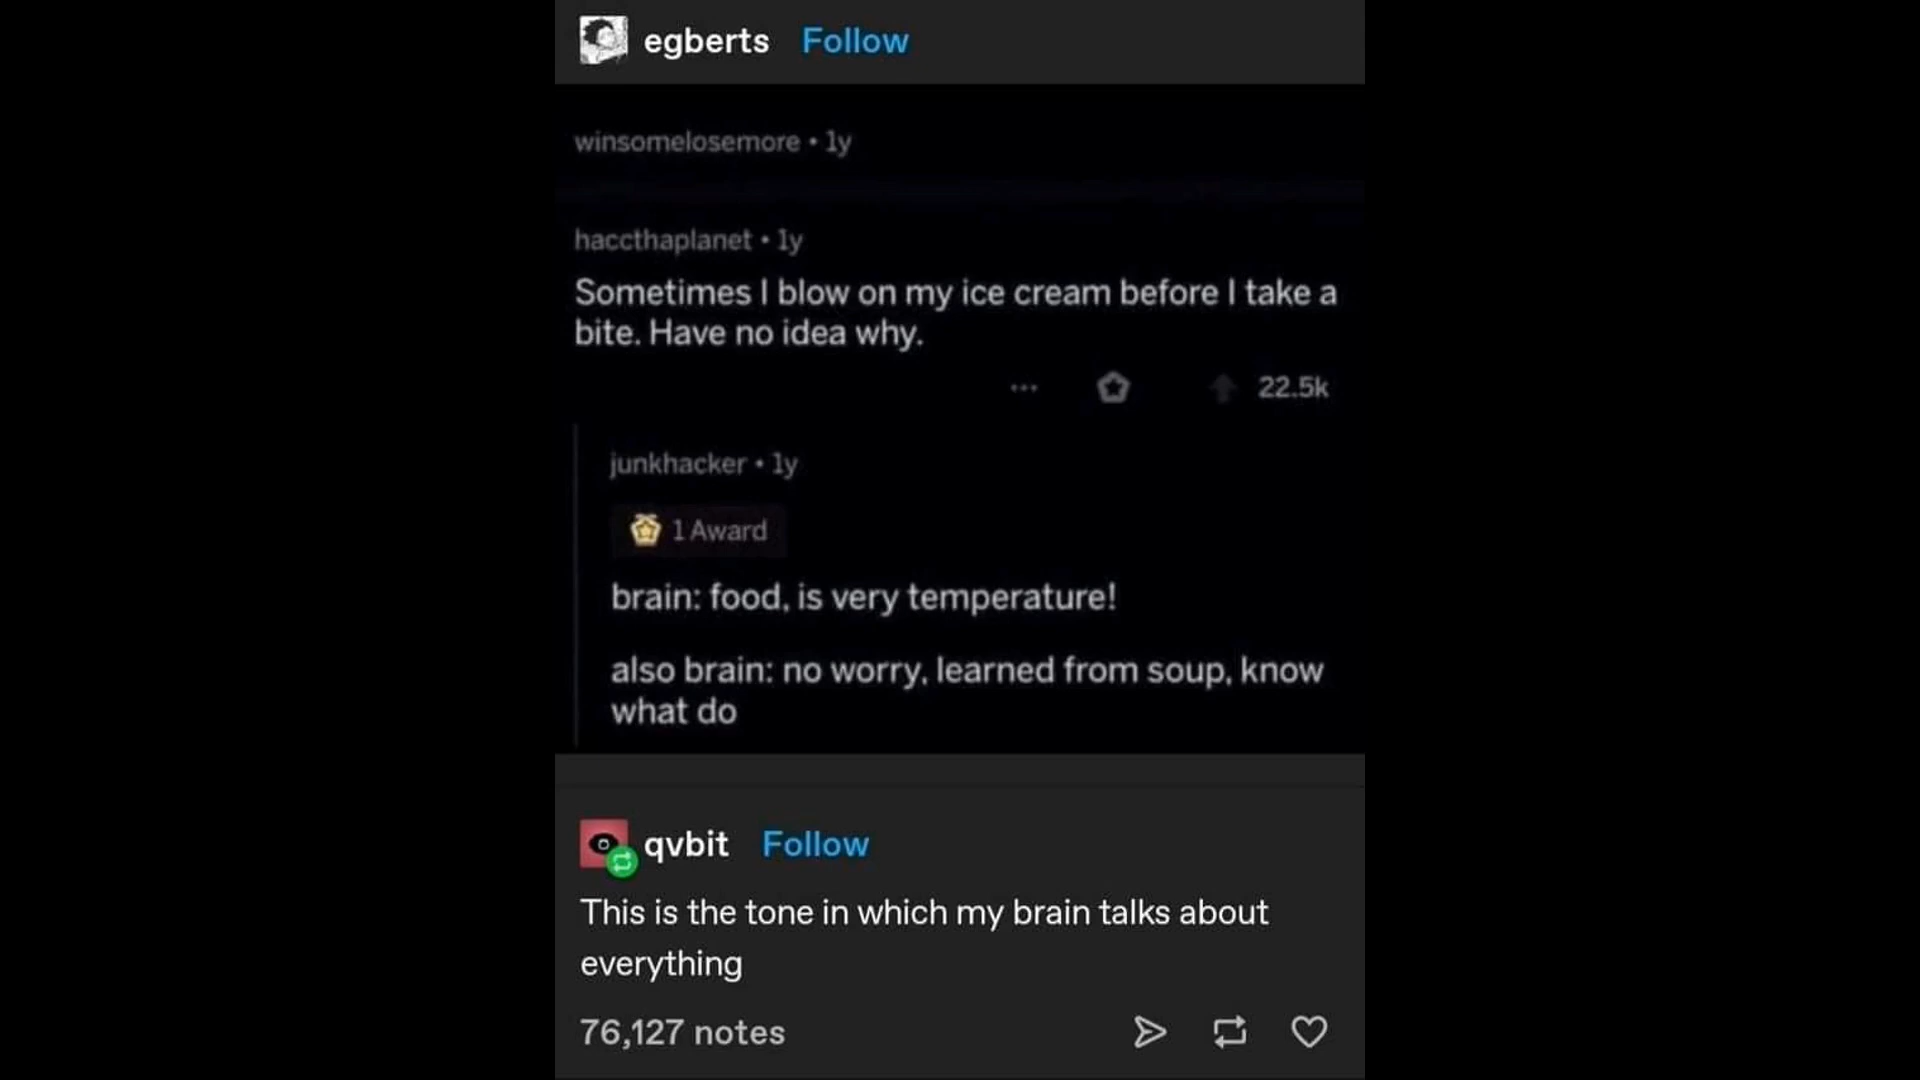 egberts Follow
winsomelosemore • 1y
haccthaplanet • 1y
Sometimes I blow on my ice cream before I take a
bite. Have no idea why.
... 22.5k
junkhacker • 1y
1 Award
brain: food, is very temperature!
also brain: no worry, learned from soup, know
what do
qvbit Follow
This is the tone in which my brain talks about
everything
76,127 notes